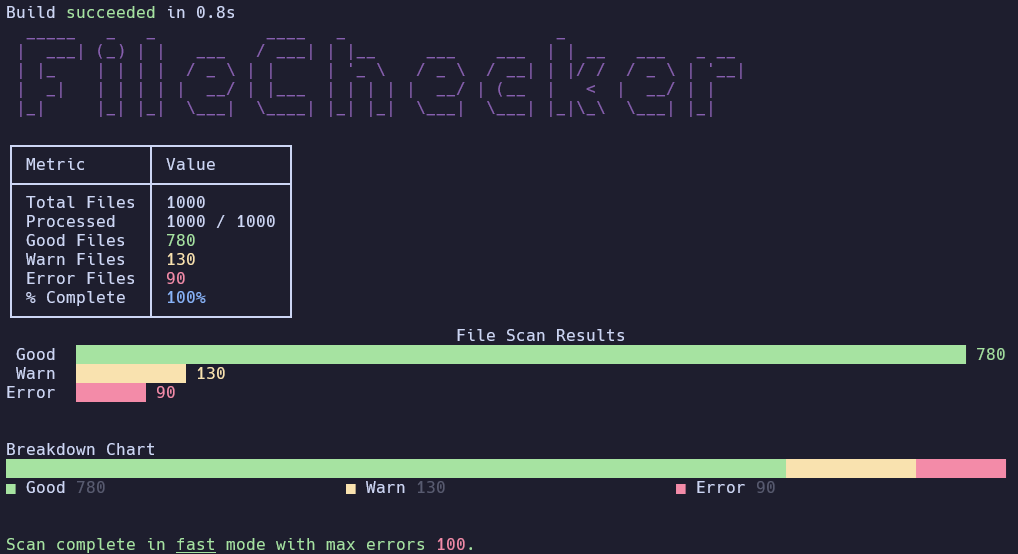 Build succeeded in 0.8s
FileChecker
Metric Value
Total Files 1000
Processed 1000 / 1000
Good Files 780
Warn Files 130
Error Files 90
% Complete 100%
File Scan Results
Good 780
Warn 130
Error 90
Breakdown Chart
Good 780 Warn 130 Error 90
Scan complete in fast mode with max errors 100.